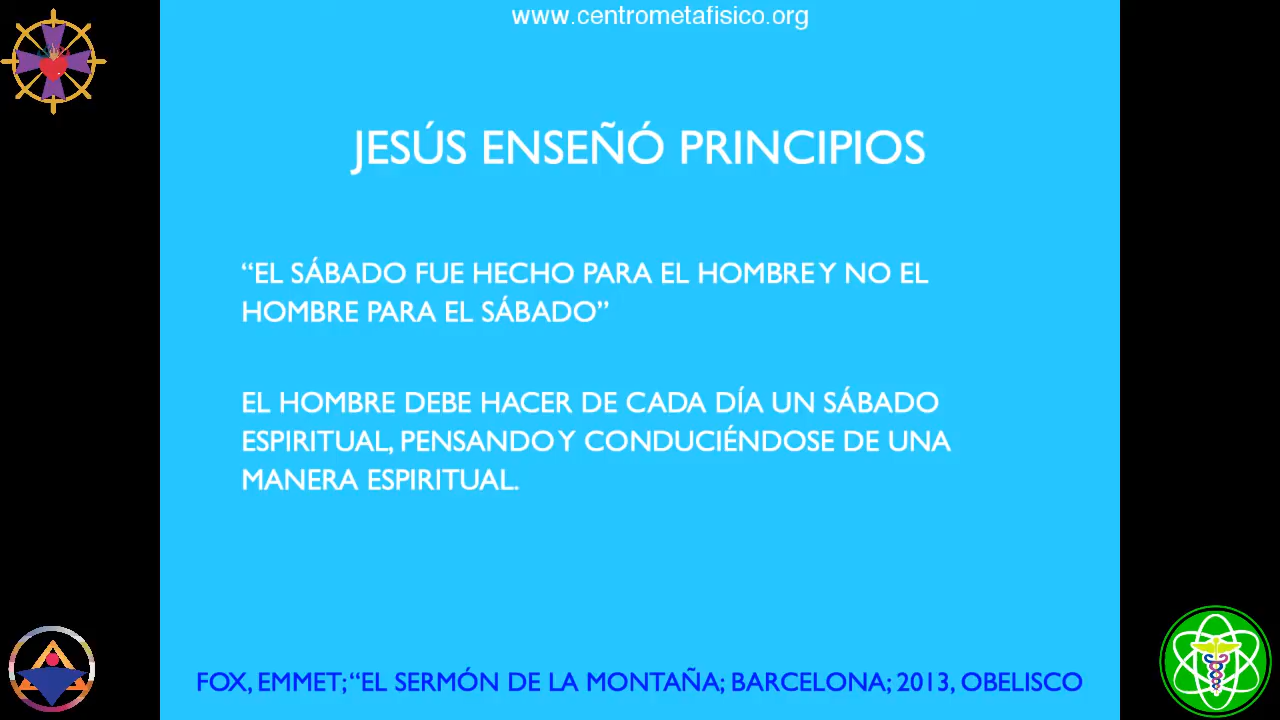 www.centrometafisico.org
JESÚS ENSEÑÓ PRINCIPIOS
“EL SÁBADO FUE HECHO PARA EL HOMBRE Y NO EL
HOMBRE PARA EL SÁBADO”
EL HOMBRE DEBE HACER DE CADA DÍA UN SÁBADO
ESPIRITUAL, PENSANDO Y CONDUCIÉNDOSE DE UNA
MANERA ESPIRITUAL.
FOX, EMMET; “EL SERMÓN DE LA MONTAÑA; BARCELONA; 2013, OBELISCO